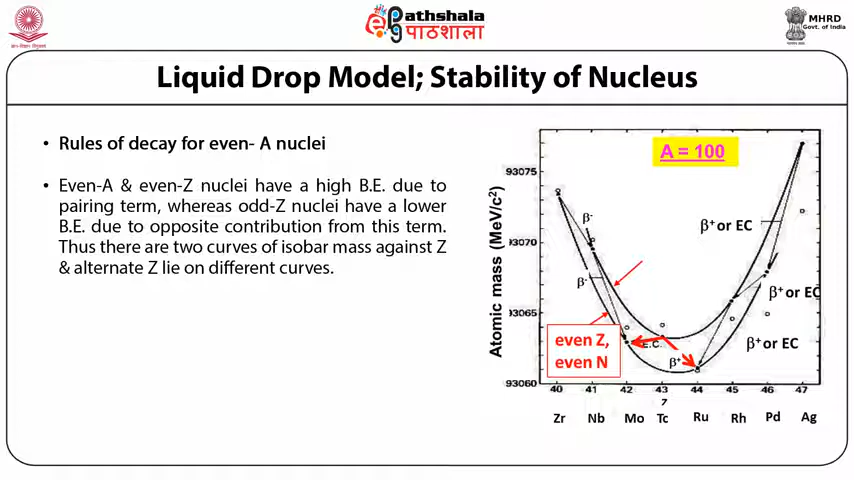 ePathshala
पाठशाला
MHRD
Govt. of India
Liquid Drop Model; Stability of Nucleus
• Rules of decay for even- A nuclei
• Even-A & even-Z nuclei have a high B.E. due to
pairing term, whereas odd-Z nuclei have a lower
B.E. due to opposite contribution from this term.
Thus there are two curves of isobar mass against Z
& alternate Z lie on different curves.
A = 100
Atomic mass (MeV/c²)
93075
93070
93065
93060
β⁻
β⁻
β⁺ or EC
β⁺ or EC
β⁺ or EC
even Z,
even N
E.C.
β⁺
40 41 42 43 44 45 46 47
7
Zr Nb Mo Tc Ru Rh Pd Ag